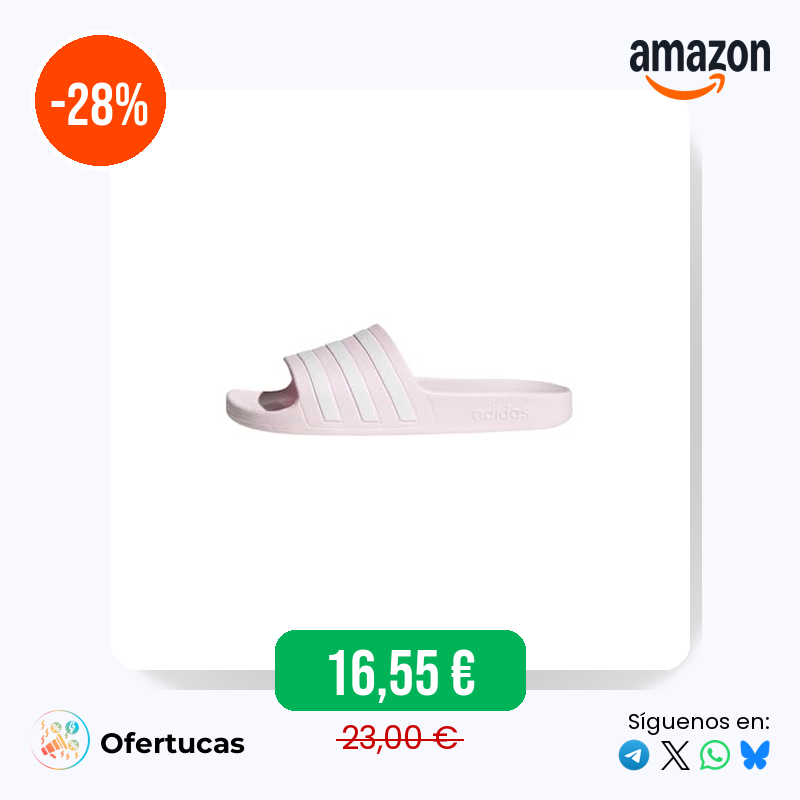 -28%
amazon
adidas
16,55 €
23,00 €
Ofertucas
Síguenos en: